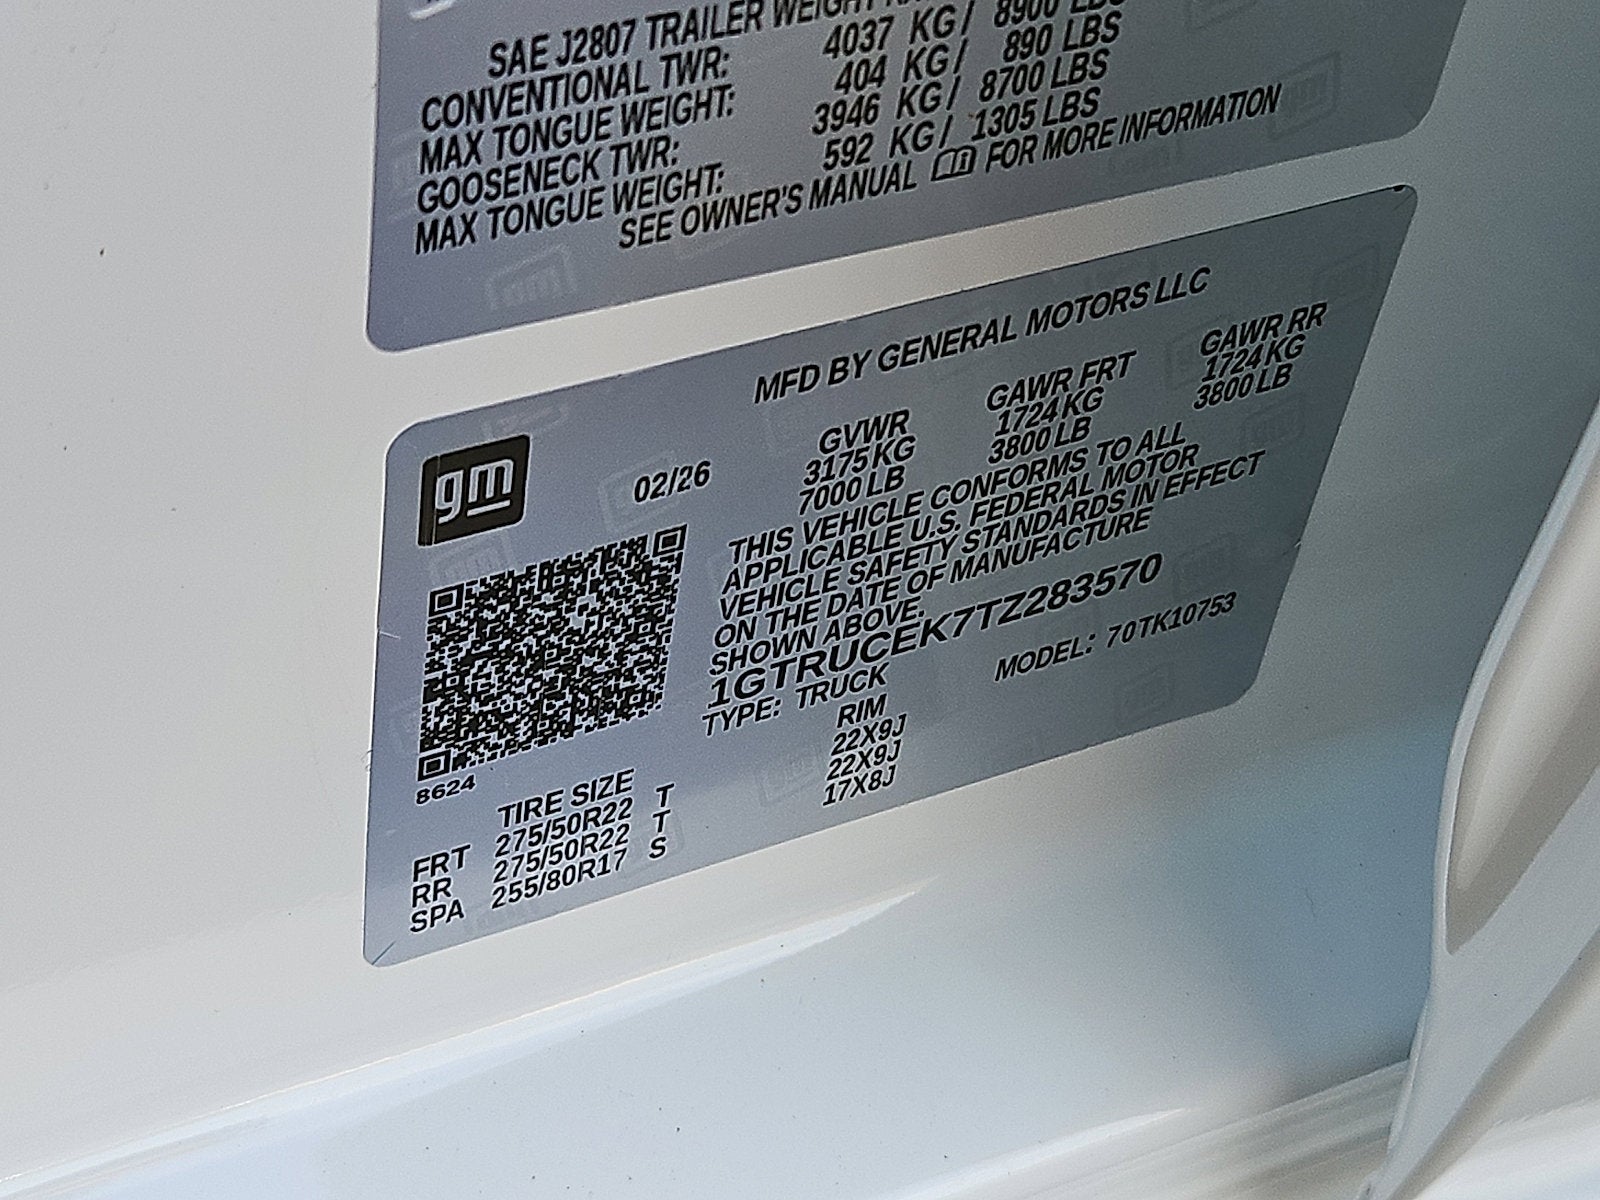 SAE J2807 TRAILER WEIGHT
4037 KG/ 8900 LBS
CONVENTIONAL TWR:
404 KG/ 890 LBS
MAX TONGUE WEIGHT:
3946 KG/ 8700 LBS
GOOSENECK TWR:
592 KG/ 1305 LBS
MAX TONGUE WEIGHT:
SEE OWNER'S MANUAL FOR MORE INFORMATION
MFD BY GENERAL MOTORS LLC
gm
02/26
GVWR GAWR FRT GAWR RR
3175 KG 1724 KG 1724 KG
7000 LB 3800 LB 3800 LB
THIS VEHICLE CONFORMS TO ALL
APPLICABLE U.S. FEDERAL MOTOR
VEHICLE SAFETY STANDARDS IN EFFECT
ON THE DATE OF MANUFACTURE
SHOWN ABOVE.
1GTRUCEK7TZ283570
TYPE: TRUCK MODEL: 70TK10753
8624
TIRE SIZE RIM
FRT 275/50R22 T 22X9J
RR 275/50R22 T 22X9J
SPA 255/80R17 S 17X8J